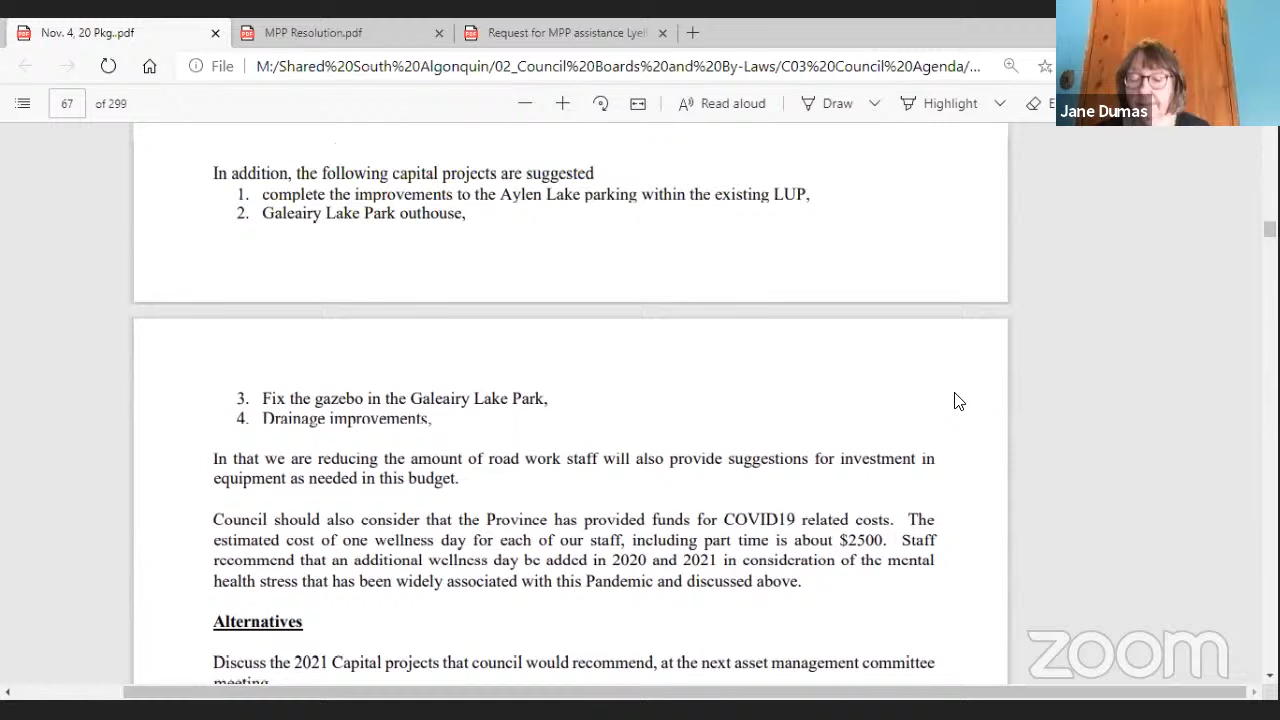 Nov. 4, 20 Pkg..pdf
MPP Resolution.pdf
Request for MPP assistance Lyell
File
M:/Shared%20South%20Algonquin/02_Council%20Boards%20and%20By-Laws/C03%20Council%20Agenda/...
67 of 299
Read aloud
Draw
Highlight
Jane Dumas
In addition, the following capital projects are suggested
1. complete the improvements to the Aylen Lake parking within the existing LUP,
2. Galeairy Lake Park outhouse,
3. Fix the gazebo in the Galeairy Lake Park,
4. Drainage improvements,
In that we are reducing the amount of road work staff will also provide suggestions for investment in
equipment as needed in this budget.
Council should also consider that the Province has provided funds for COVID19 related costs. The
estimated cost of one wellness day for each of our staff, including part time is about $2500. Staff
recommend that an additional wellness day be added in 2020 and 2021 in consideration of the mental
health stress that has been widely associated with this Pandemic and discussed above.
Alternatives
Discuss the 2021 Capital projects that council would recommend, at the next asset management committee
meeting
zoom